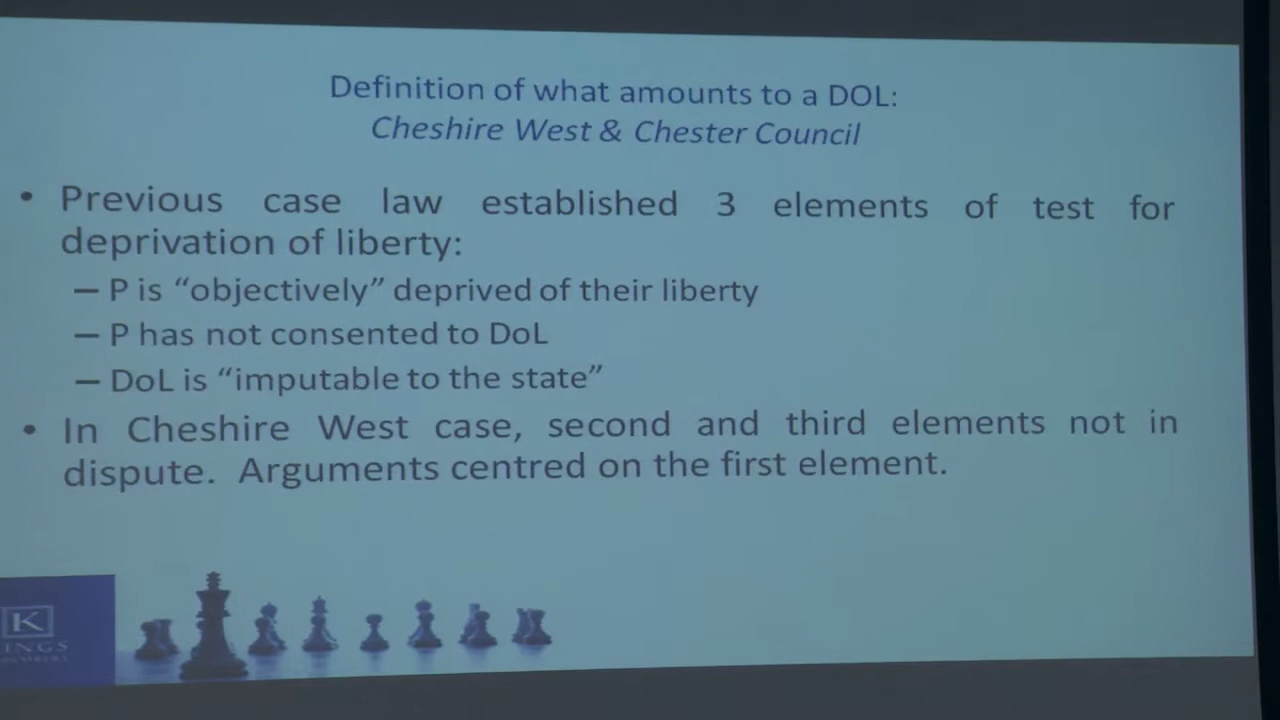 Definition of what amounts to a DOL:
Cheshire West & Chester Council
• Previous case law established 3 elements of test for
deprivation of liberty:
– P is “objectively” deprived of their liberty
– P has not consented to DoL
– DoL is “imputable to the state”
• In Cheshire West case, second and third elements not in
dispute. Arguments centred on the first element.
K
INGS